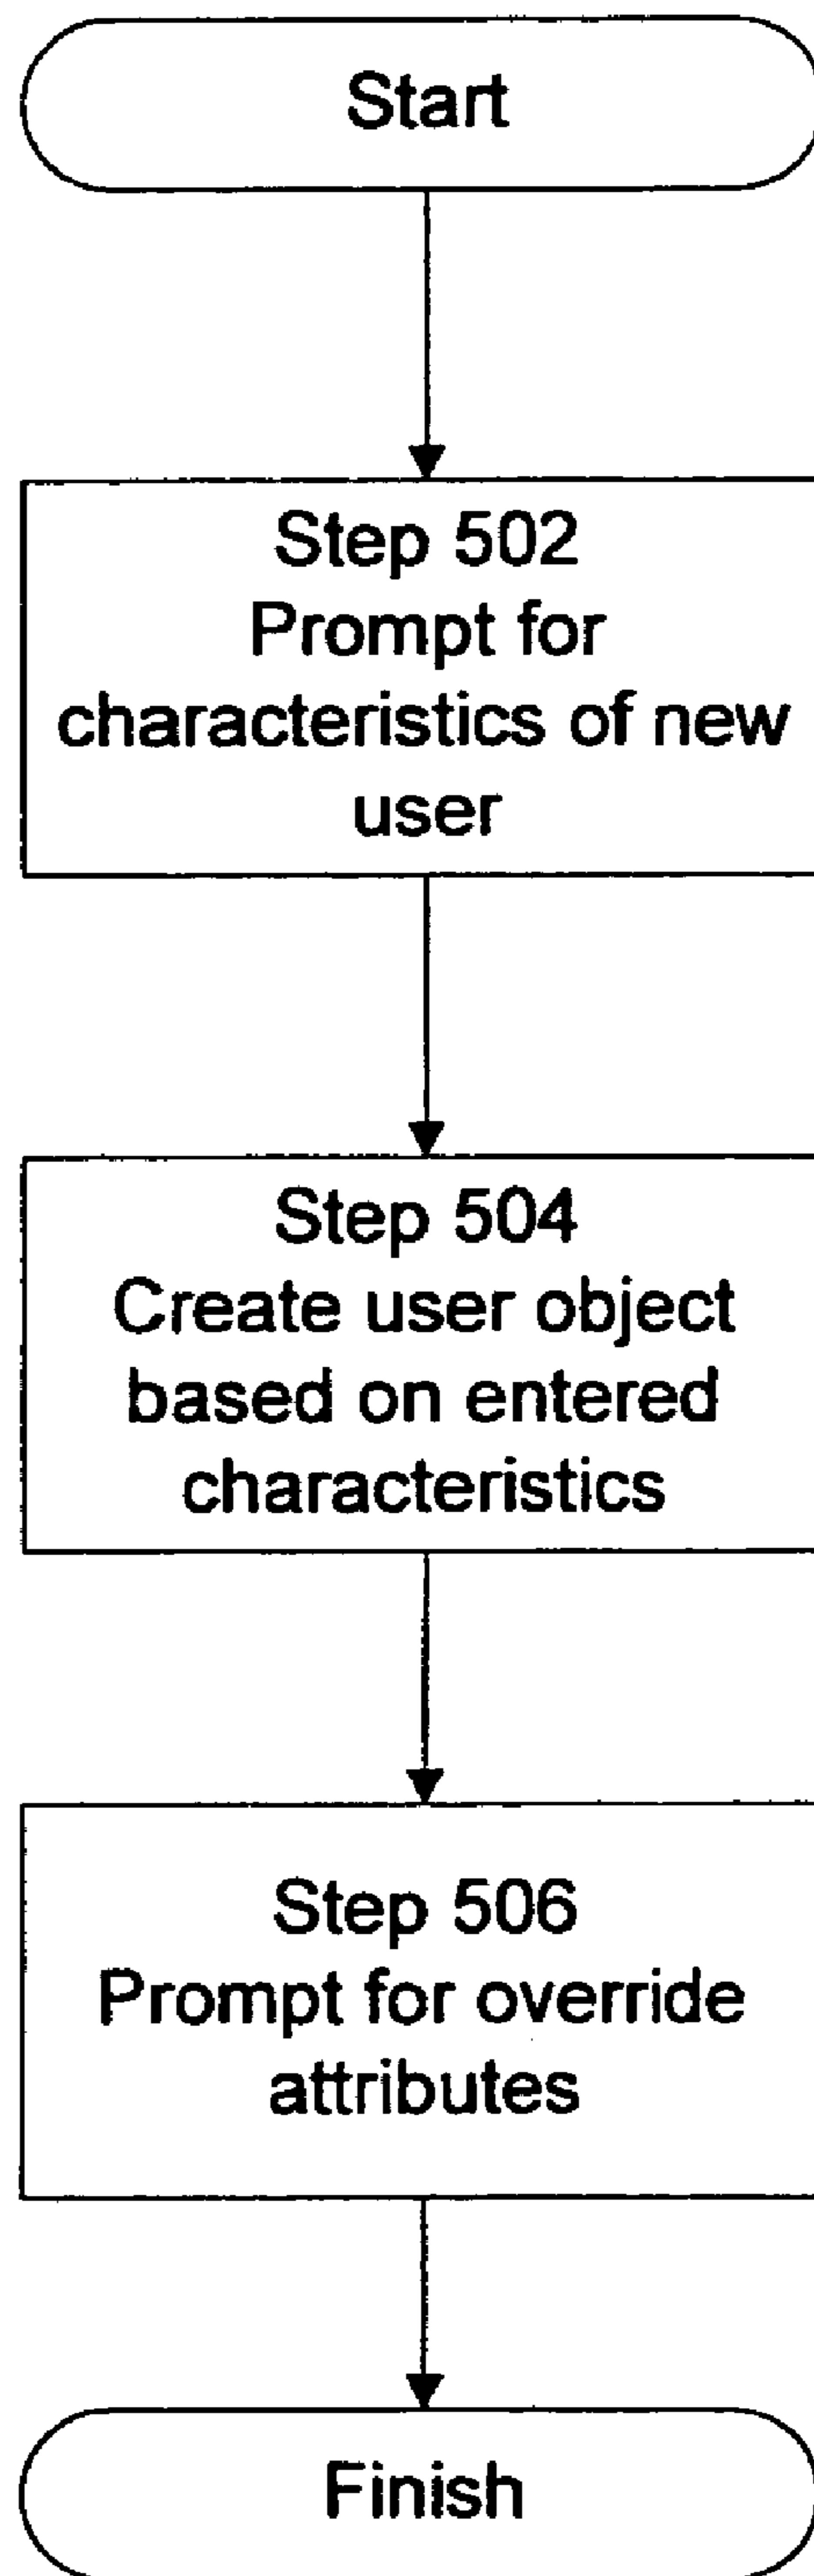 Start
Step 502
Prompt for
characteristics of new
user
Step 504
Create user object
based on entered
characteristics
Step 506
Prompt for override
attributes
Finish